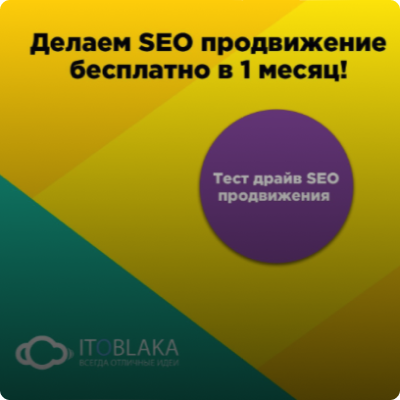 Делаем SEO продвижение
бесплатно в 1 месяц!
Тест драйв SEO
продвижения
ITOBLAKA
ВСЕГДА ОТЛИЧНЫЕ ИДЕИ